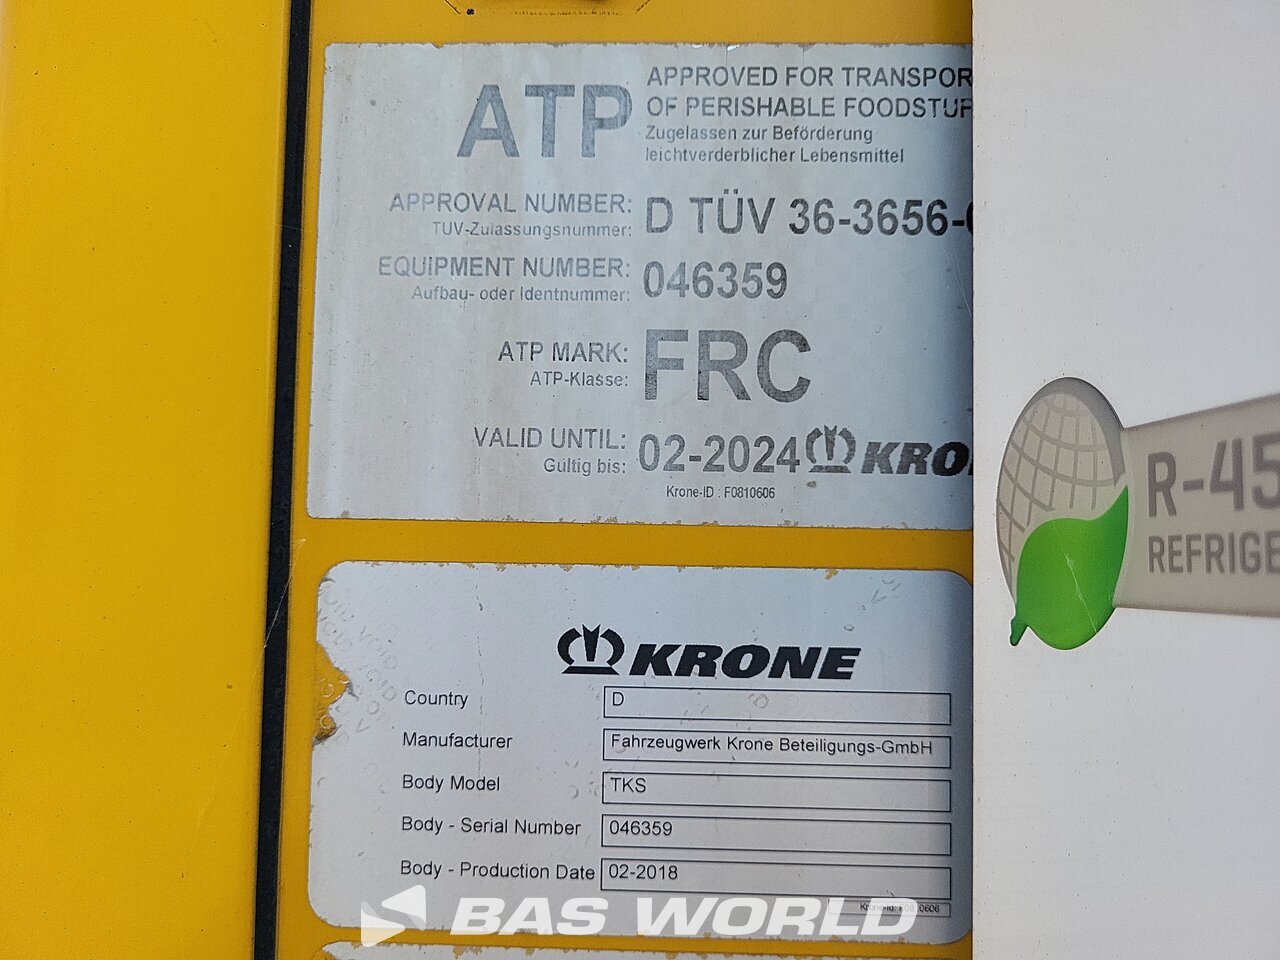 ATP
APPROVED FOR TRANSPOR
OF PERISHABLE FOODSTUF
Zugelassen zur Beförderung
leichtverderblicher Lebensmittel
APPROVAL NUMBER: D TÜV 36-3656-
TÜV-Zulassungsnummer:
EQUIPMENT NUMBER: 046359
Aufbau- oder Identnummer:
ATP MARK: FRC
ATP-Klasse:
VALID UNTIL: 02-2024 KRO
Gültig bis:
Krone-ID : F0810606
R-45
REFRIGE
KRONE
Country D
Manufacturer Fahrzeugwerk Krone Beteiligungs-GmbH
Body Model TKS
Body - Serial Number 046359
Body - Production Date 02-2018
BAS WORLD